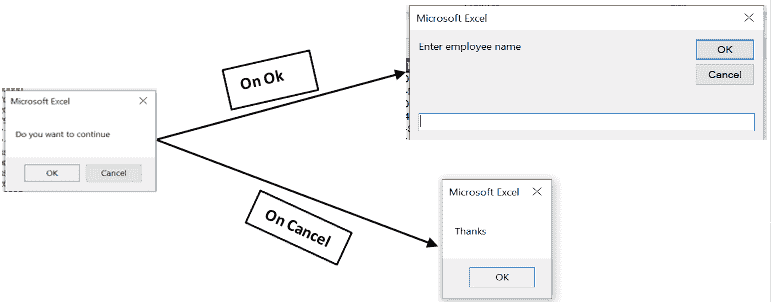 Microsoft Excel
Do you want to continue
OK
Cancel
On Ok
Microsoft Excel
Enter employee name
OK
Cancel
On Cancel
Microsoft Excel
Thanks
OK